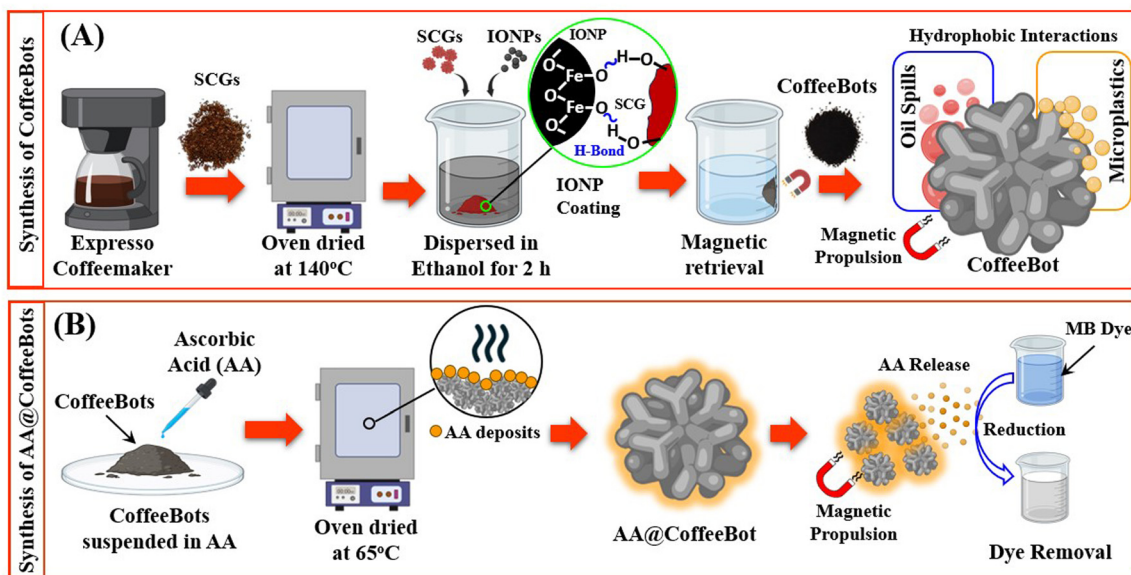 Synthesis of CoffeeBots
(A)
SCGs
Expresso
Coffeemaker
Oven dried
at 140°C
SCGs
IONPs
Dispersed in
Ethanol for 2 h
IONP
O
Fe
O
H
O
O
Fe
O
SCG
O
H
O
H-Bond
IONP
Coating
Magnetic
retrieval
CoffeeBots
Hydrophobic Interactions
Oil Spills
Microplastics
Magnetic
Propulsion
CoffeeBot
Synthesis of AA@CoffeeBots
(B)
Ascorbic
Acid (AA)
CoffeeBots
CoffeeBots
suspended in AA
AA deposits
Oven dried
at 65°C
AA@CoffeeBot
AA Release
Magnetic
Propulsion
MB Dye
Reduction
Dye Removal